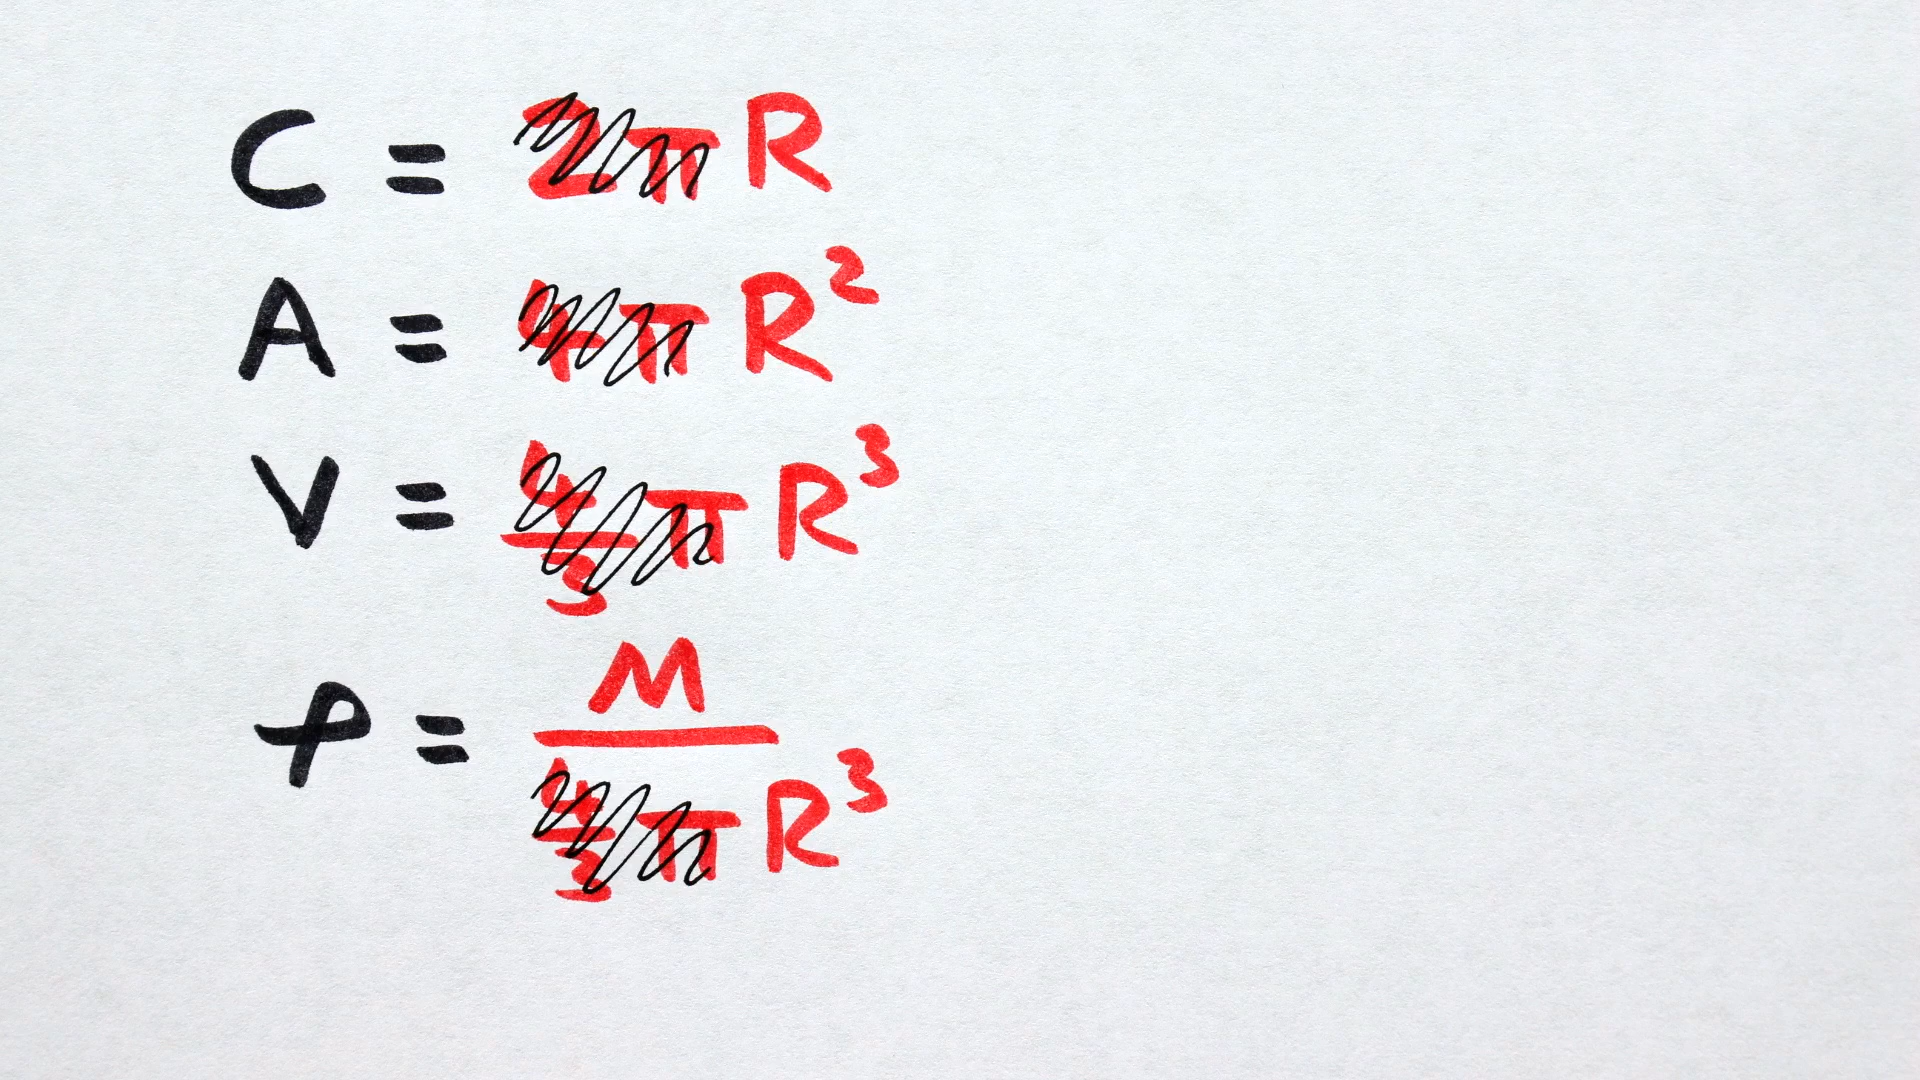 C = 2π R
A = 4π R²
V = 4/3 π R³
ρ = M / 4/3 π R³